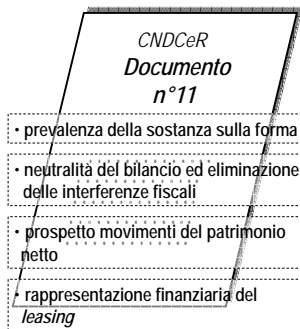 CNDCeR
Documento
n°11
• prevalenza della sostanza sulla forma
• neutralità del bilancio ed eliminazione
delle interferenze fiscali
• prospetto movimenti del patrimonio
netto
• rappresentazione finanziaria del
leasing